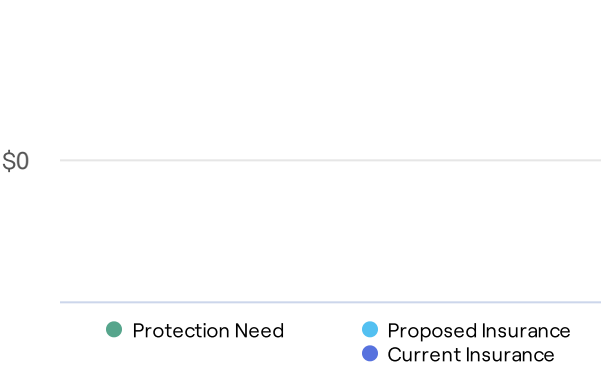 $0
Protection Need
Proposed Insurance
Current Insurance